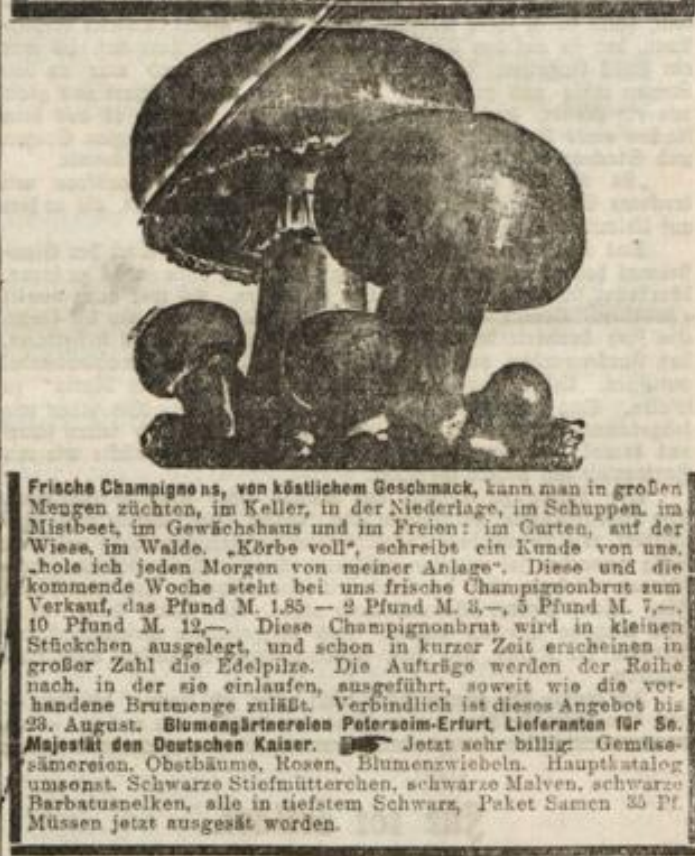 Frische Champignons, von köstlichem Geschmack, kann man in großen
Mengen züchten, im Keller, in der Niederlage, im Schuppen, im
Mistbeet, im Gewächshaus und im Freien: im Garten, auf der
Wiese, im Walde. „Körbe voll“, schreibt ein Kunde von uns,
„hole ich jeden Morgen von meiner Anlage“. Diese und die
kommende Woche steht bei uns frische Champignonbrut zum
Verkauf, das Pfund M. 1,85 — 2 Pfund M. 3,—, 5 Pfund M. 7,—,
10 Pfund M. 12,—. Diese Champignonbrut wird in kleinen
Stückchen ausgelegt, und schon in kurzer Zeit erscheinen in
großer Zahl die Edelpilze. Die Aufträge werden der Reihe
nach, in der sie einlaufen, ausgeführt, soweit wie die vor-
handene Brutmenge zuläßt. Verbindlich ist dieses Angebot bis
23. August. Blumengärtnereien Peterseim-Erfurt, Lieferanten für Se.
Majestät den Deutschen Kaiser. Jetzt sehr billig: Gemüse-
sämereien, Obstbäume, Rosen, Blumenzwiebeln. Hauptkatalog
umsonst. Schwarze Stiefmütterchen, schwarze Malven, schwarze
Barbatusnelken, alle in tiefstem Schwarz, Paket Samen 35 Pf.
Müssen jetzt ausgesät werden.